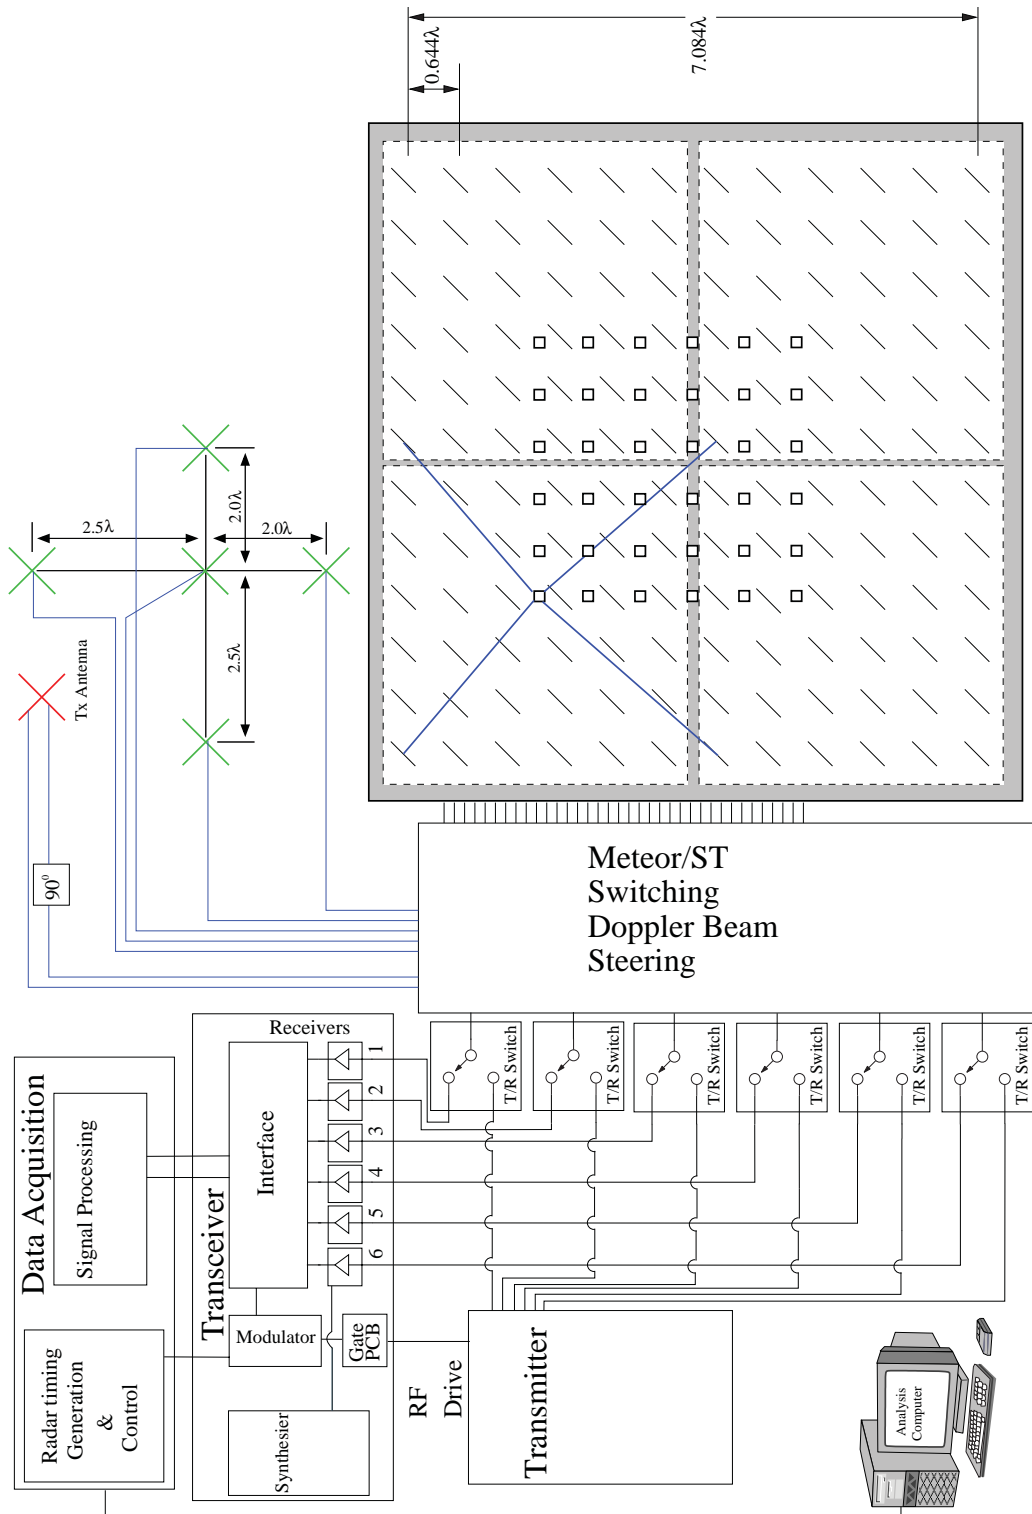 0.644λ
7.084λ
2.5λ
2.0λ
2.0λ
2.5λ
Tx Antenna
90⁰
Meteor/ST
Switching
Doppler Beam
Steering
Data Acquisition
Signal Processing
Radar timing
Generation
&
Control
Transceiver
Receivers
Interface
1
2
3
4
5
6
Modulator
Gate
PCB
Synthesier
T/R Switch
T/R Switch
T/R Switch
T/R Switch
T/R Switch
T/R Switch
RF
Drive
Transmitter
Analysis
Computer